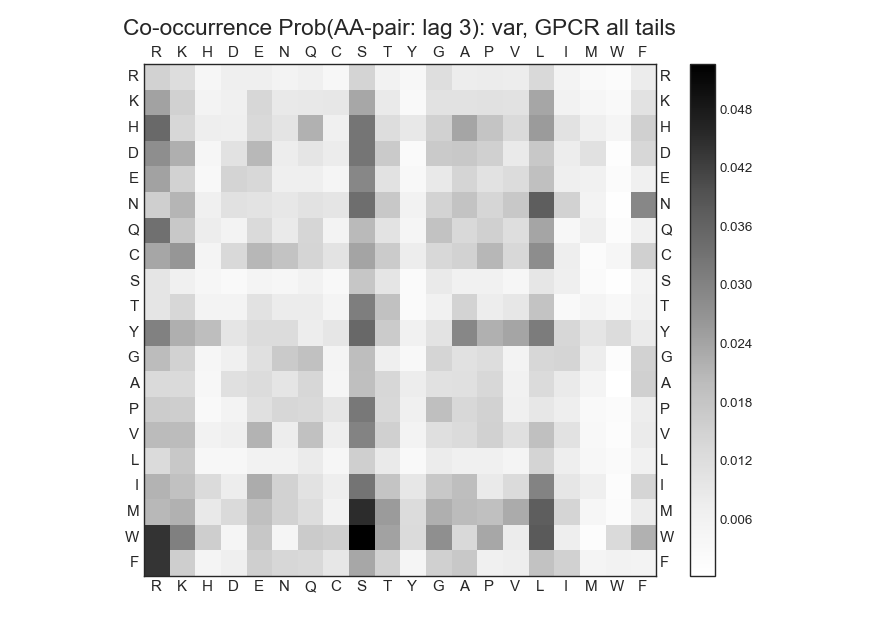 Co-occurrence Prob(AA-pair: lag 3): var, GPCR all tails
R K H D E N Q C S T Y G A P V L I M W F
R R
K K
H H
D D
E E
N N
Q Q
C C
S S
T T
Y Y
G G
A A
P P
V V
L L
I I
M M
W W
F F
R K H D E N Q C S T Y G A P V L I M W F
0.048
0.042
0.036
0.030
0.024
0.018
0.012
0.006